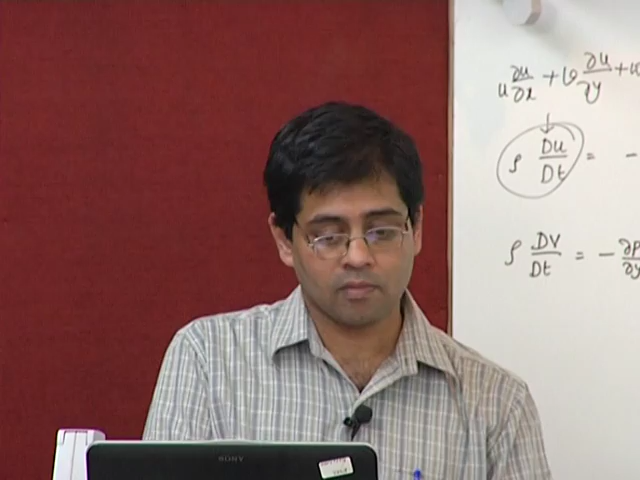 u ∂u/∂x + v ∂u/∂y +
ρ Du/Dt = -
ρ DV/Dt = - ∂p/∂y
SONY